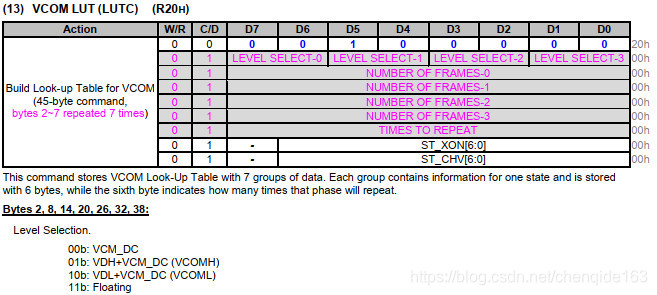 (13) VCOM LUT (LUTC) (R20H)
Action W/R C/D D7 D6 D5 D4 D3 D2 D1 D0
Build Look-up Table for VCOM
(45-byte command,
bytes 2~7 repeated 7 times)
0 0 0 0 1 0 0 0 0 0 20h
0 1 LEVEL SELECT-0 LEVEL SELECT-1 LEVEL SELECT-2 LEVEL SELECT-3 00h
0 1 NUMBER OF FRAMES-0 00h
0 1 NUMBER OF FRAMES-1 00h
0 1 NUMBER OF FRAMES-2 00h
0 1 NUMBER OF FRAMES-3 00h
0 1 TIMES TO REPEAT 00h
0 1 - ST_XON[6:0] 00h
0 1 - ST_CHV[6:0] 00h
This command stores VCOM Look-Up Table with 7 groups of data. Each group contains information for one state and is stored
with 6 bytes, while the sixth byte indicates how many times that phase will repeat.
Bytes 2, 8, 14, 20, 26, 32, 38:
Level Selection.
00b: VCM_DC
01b: VDH+VCM_DC (VCOMH)
10b: VDL+VCM_DC (VCOML)
11b: Floating
https://blog.csdn.net/chenqide163